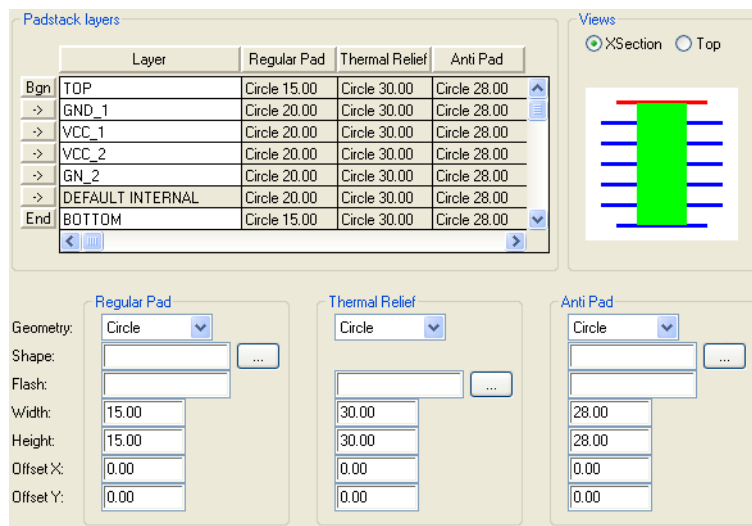 Padstack layers
Views
XSection Top
Layer Regular Pad Thermal Relief Anti Pad
Bgn TOP Circle 15.00 Circle 30.00 Circle 28.00
-> GND_1 Circle 20.00 Circle 30.00 Circle 28.00
-> VCC_1 Circle 20.00 Circle 30.00 Circle 28.00
-> VCC_2 Circle 20.00 Circle 30.00 Circle 28.00
-> GN_2 Circle 20.00 Circle 30.00 Circle 28.00
-> DEFAULT INTERNAL Circle 20.00 Circle 30.00 Circle 28.00
End BOTTOM Circle 15.00 Circle 30.00 Circle 28.00
Regular Pad Thermal Relief Anti Pad
Geometry: Circle Circle Circle
Shape: ... ...
Flash: ...
Width: 15.00 30.00 28.00
Height: 15.00 30.00 28.00
Offset X: 0.00 0.00 0.00
Offset Y: 0.00 0.00 0.00